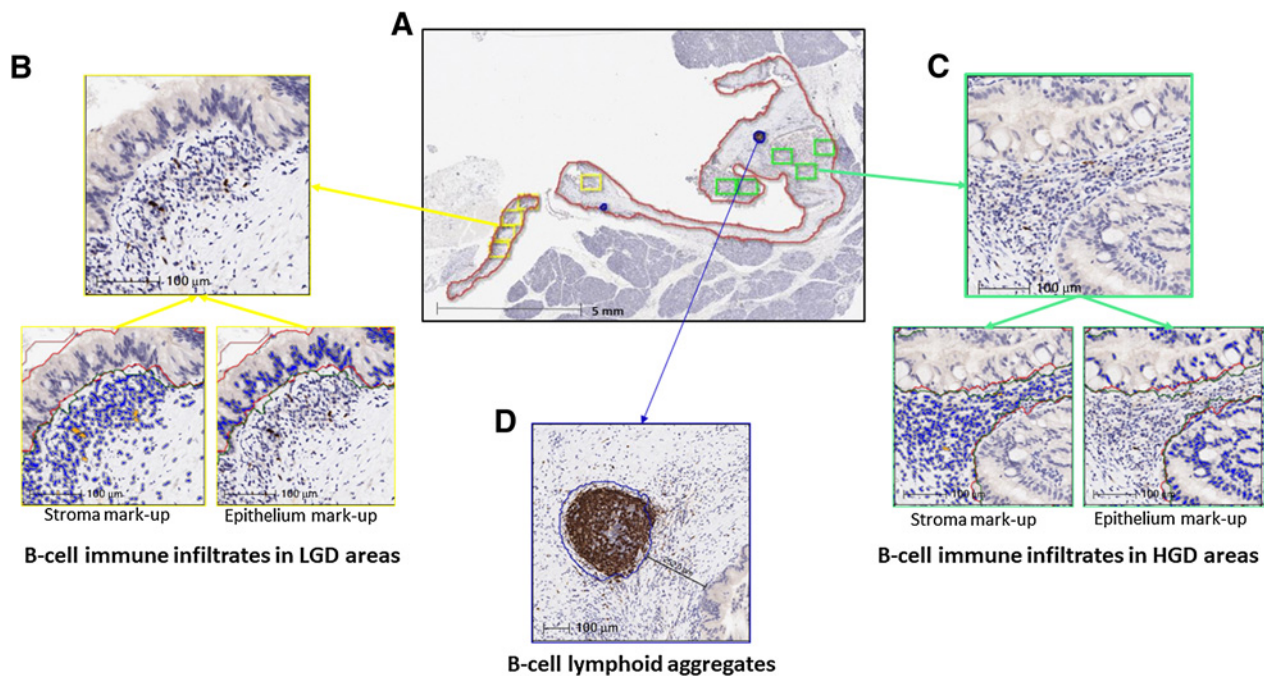 A
B
C
5 mm
100 µm
100 µm
100 µm
100 µm
100 µm
100 µm
Stroma mark-up
Epithelium mark-up
Stroma mark-up
Epithelium mark-up
B-cell immune infiltrates in LGD areas
B-cell immune infiltrates in HGD areas
D
100 µm
B-cell lymphoid aggregates